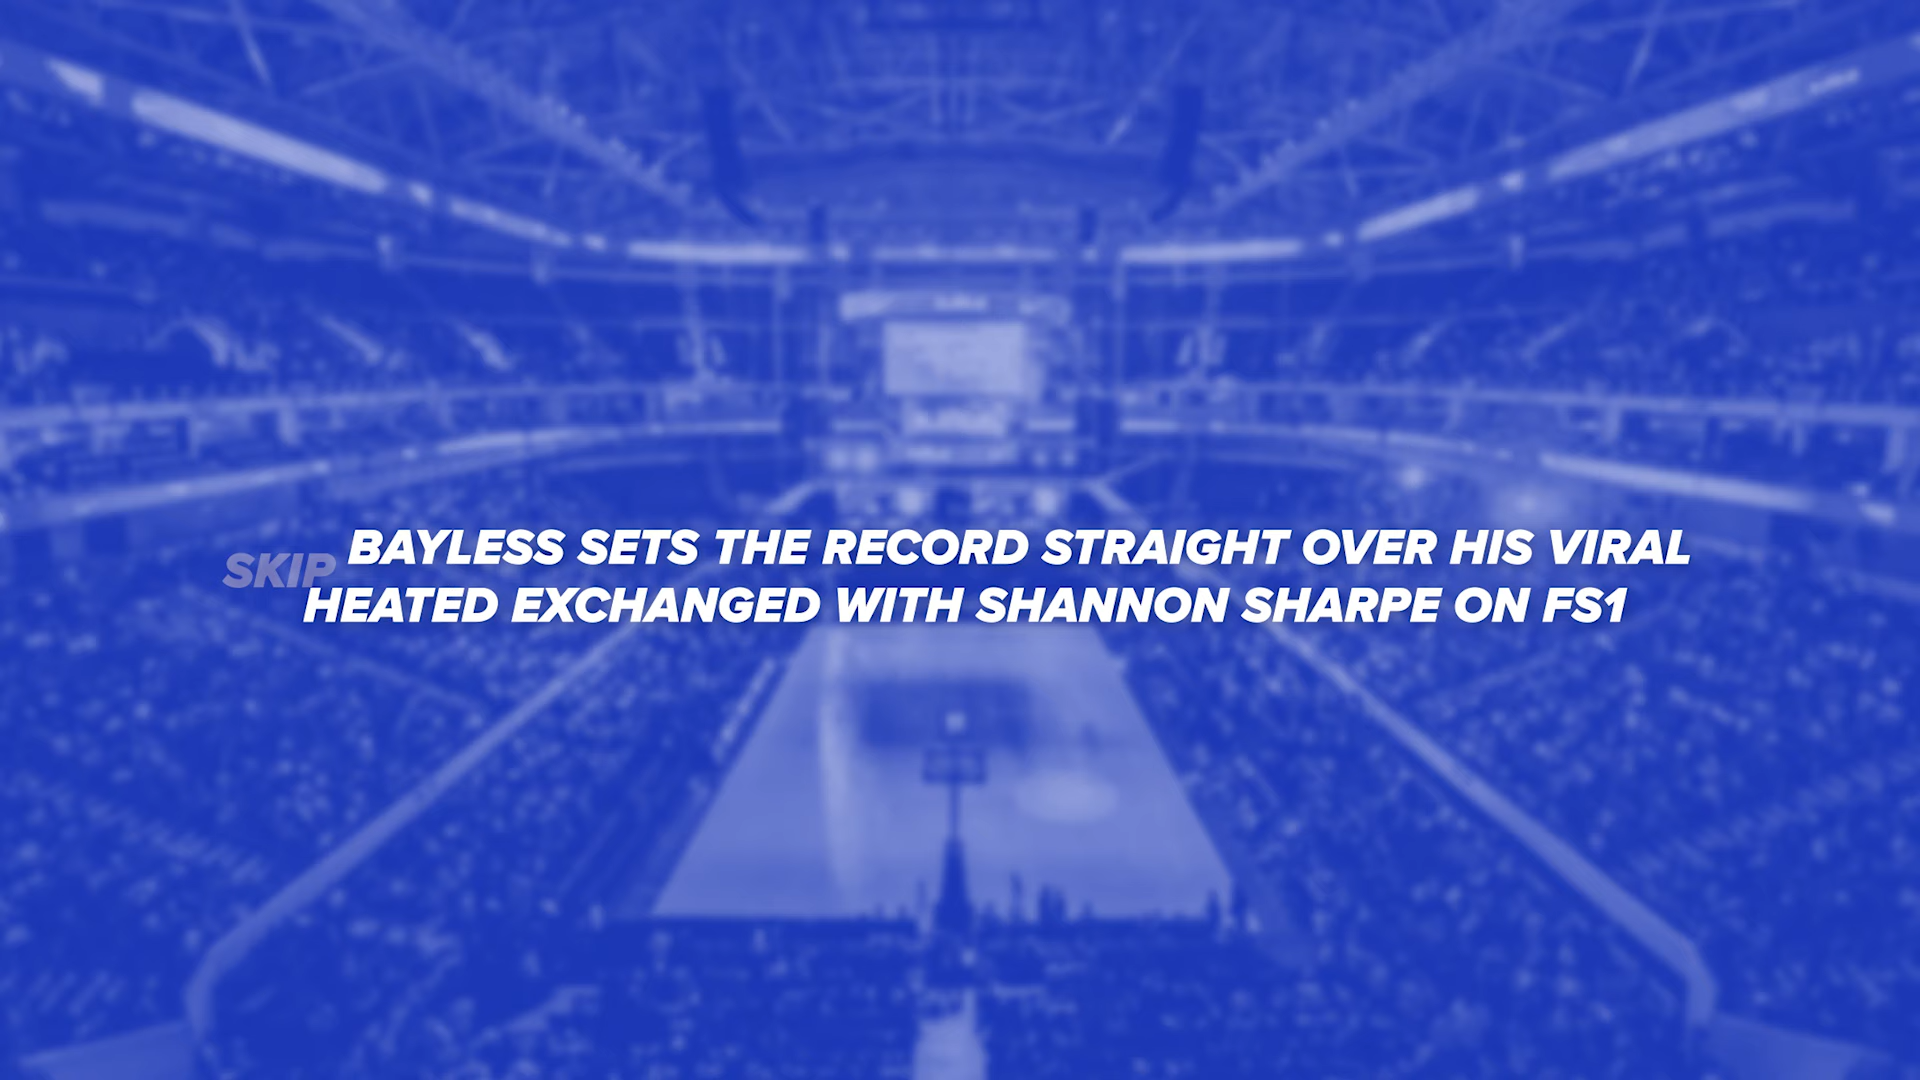 SKIP BAYLESS SETS THE RECORD STRAIGHT OVER HIS VIRAL
HEATED EXCHANGED WITH SHANNON SHARPE ON FS1